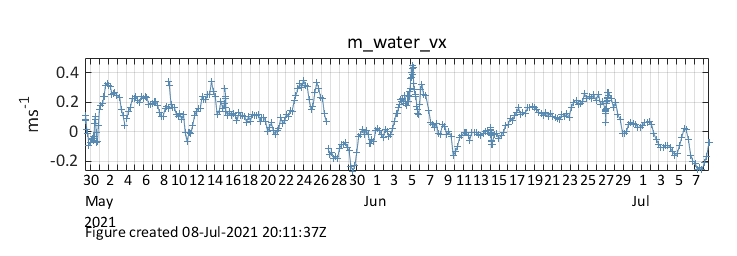 m_water_vx
ms-1
0.4
0.2
0
-0.2
30 2 4 6 8 10 12 14 16 18 20 22 24 26 28 30 1 3 5 7 9 11 13 15 17 19 21 23 25 27 29 1 3 5 7
May Jun Jul
2021
Figure created 08-Jul-2021 20:11:37Z